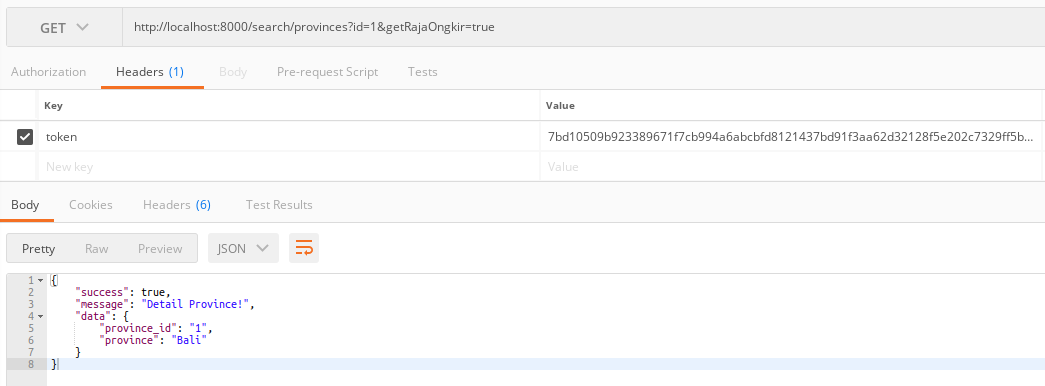 GET http://localhost:8000/search/provinces?id=1&getRajaOngkir=true
Authorization Headers (1) Body Pre-request Script Tests
Key Value
token 7bd10509b923389671f7cb994a6abcbfd8121437bd91f3aa62d32128f5e202c7329ff5b...
New key Value
Body Cookies Headers (6) Test Results
Pretty Raw Preview JSON
1 {
2 "success": true,
3 "message": "Detail Province!",
4 "data": {
5 "province_id": "1",
6 "province": "Bali"
7 }
8 }